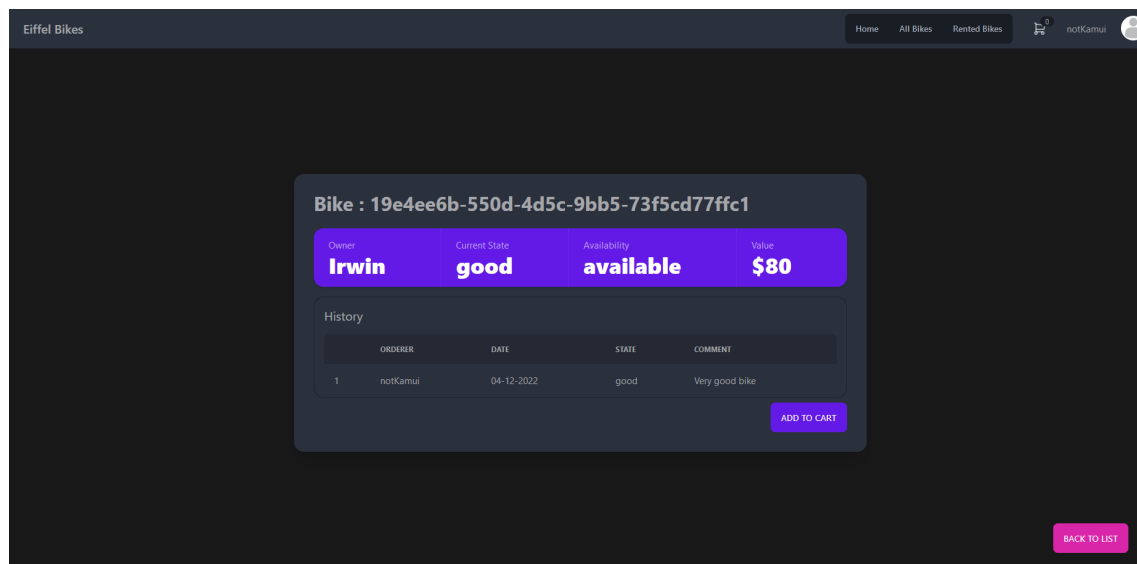 Eiffel Bikes Home All Bikes Rented Bikes 0 notKamui
Bike : 19e4ee6b-550d-4d5c-9bb5-73f5cd77ffc1
Owner Current State Availability Value
Irwin good available $80
History
ORDERER DATE STATE COMMENT
1 notKamui 04-12-2022 good Very good bike
ADD TO CART
BACK TO LIST